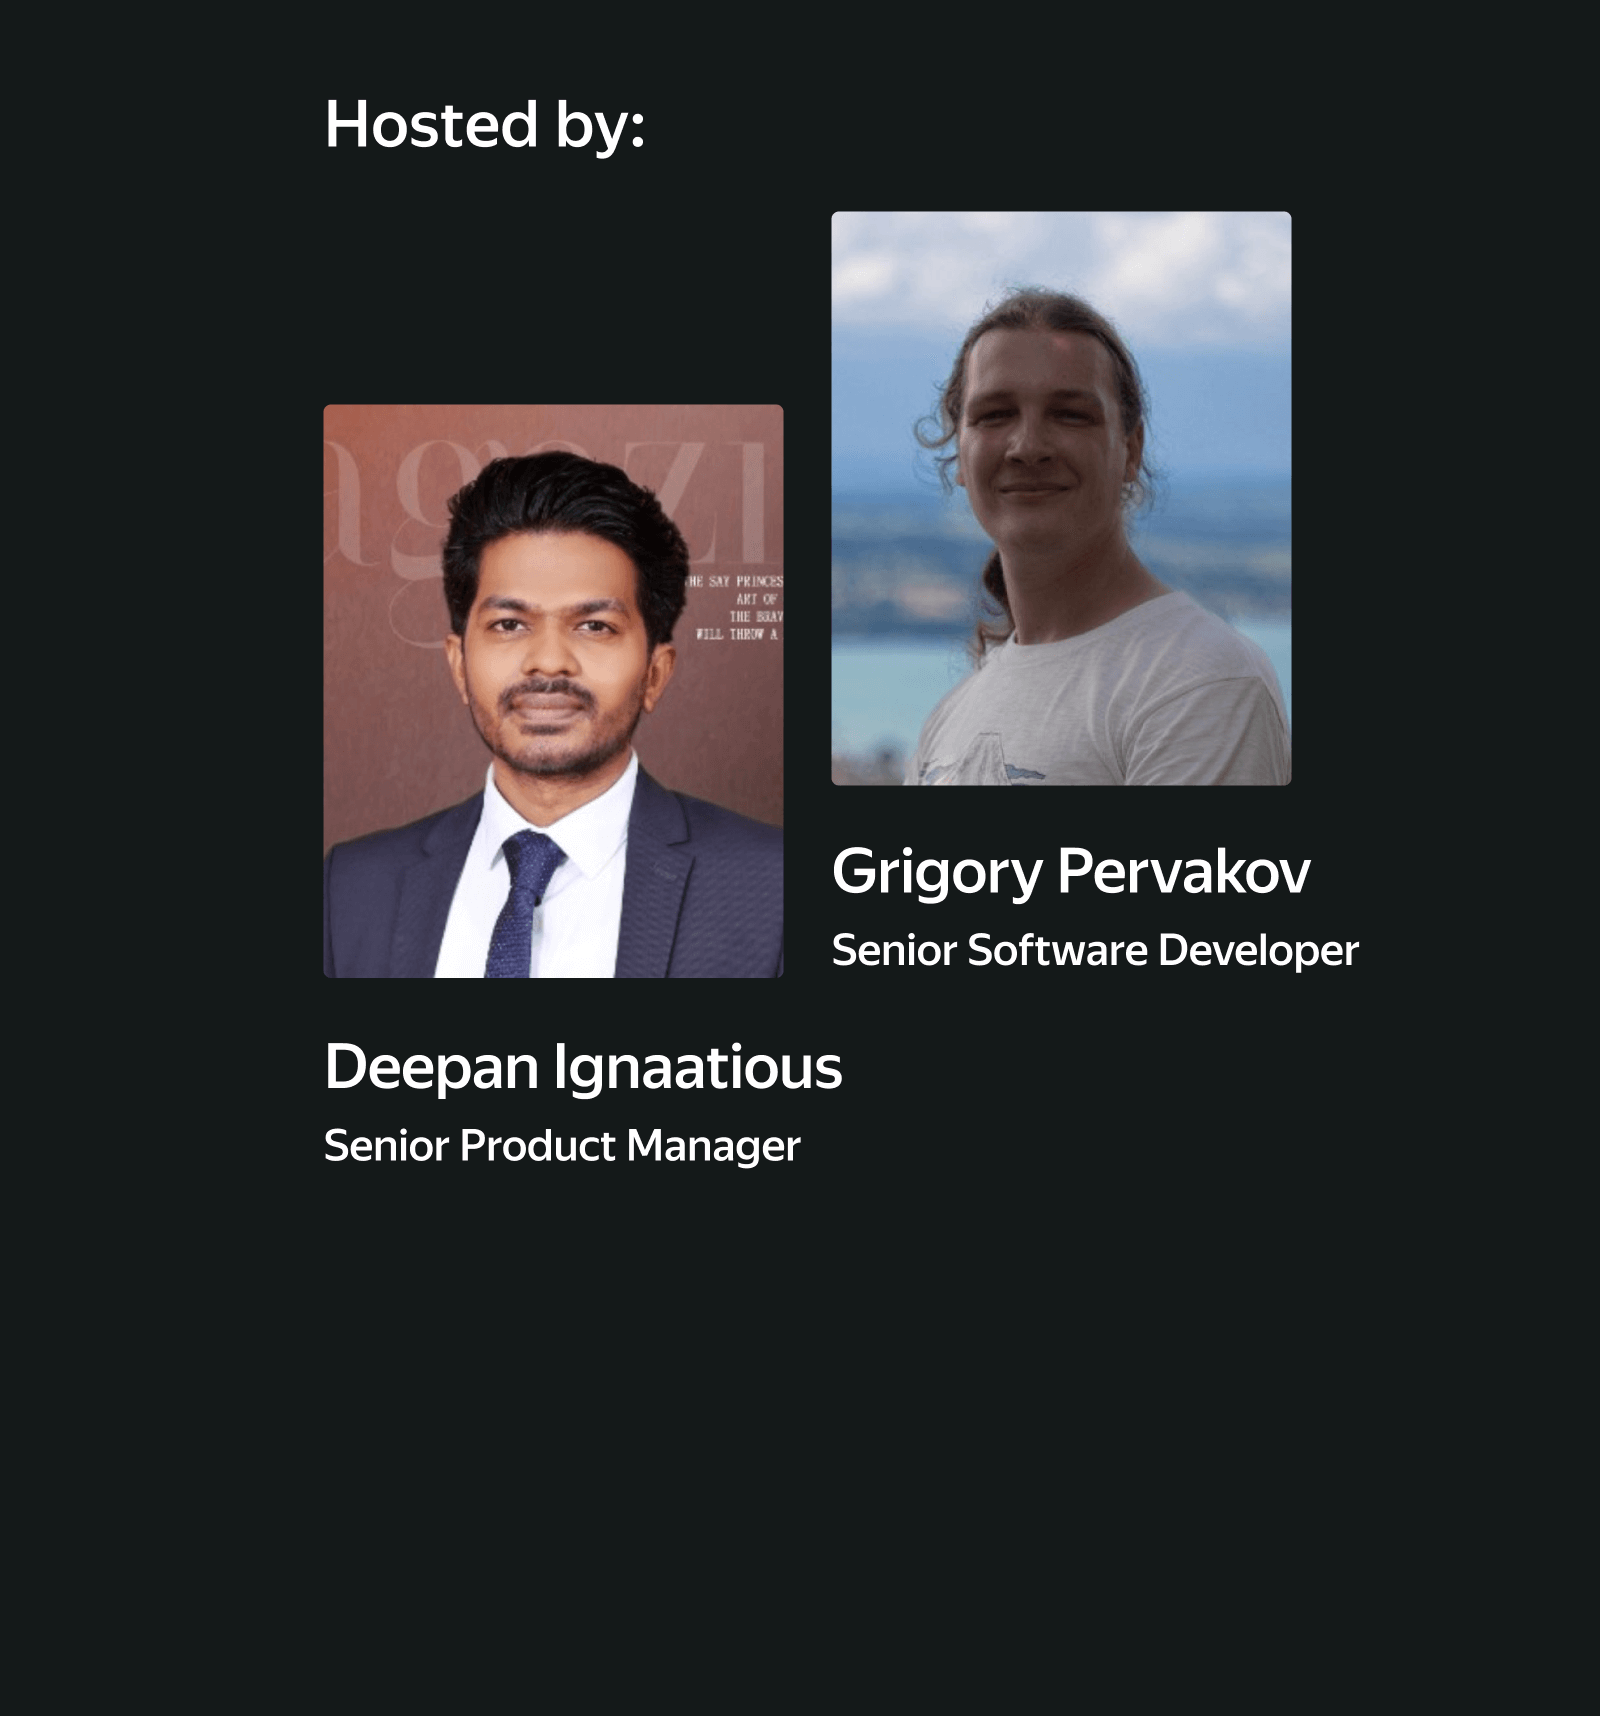 Hosted by:
agazi
HE SAY PRINCES
ART OF
THE BRAV
WILL THROW A
Grigory Pervakov
Senior Software Developer
Deepan Ignaatious
Senior Product Manager